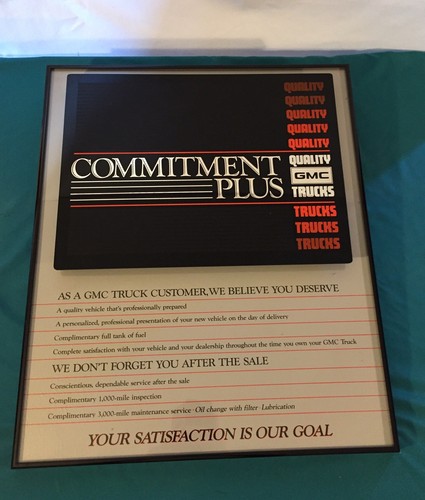 QUALITY
QUALITY
QUALITY
QUALITY
QUALITY
QUALITY
GMC
TRUCKS
TRUCKS
TRUCKS
TRUCKS
COMMITMENT
PLUS
AS A GMC TRUCK CUSTOMER, WE BELIEVE YOU DESERVE
A quality vehicle that's professionally prepared
A personalized, professional presentation of your new vehicle on the day of delivery
Complimentary full tank of fuel
Complete satisfaction with your vehicle and your dealership throughout the time you own your GMC Truck
WE DON'T FORGET YOU AFTER THE SALE
Conscientious, dependable service after the sale
Complimentary 1,000-mile inspection
Complimentary 3,000-mile maintenance service · Oil change with filter · Lubrication
YOUR SATISFACTION IS OUR GOAL